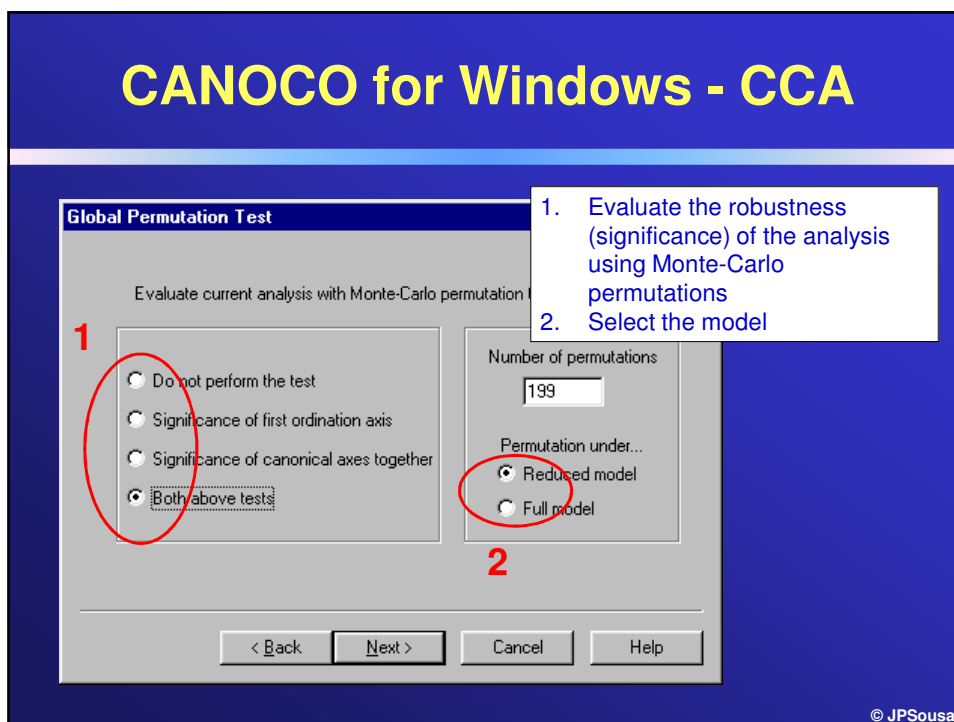 CANOCO for Windows - CCA
Global Permutation Test
1. Evaluate the robustness
(significance) of the analysis
using Monte-Carlo
permutations
2. Select the model
Evaluate current analysis with Monte-Carlo permutation
1
Do not perform the test
Significance of first ordination axis
Significance of canonical axes together
Both above tests
Number of permutations
199
Permutation under...
Reduced model
Full model
2
< Back
Next >
Cancel
Help
© JPSousa